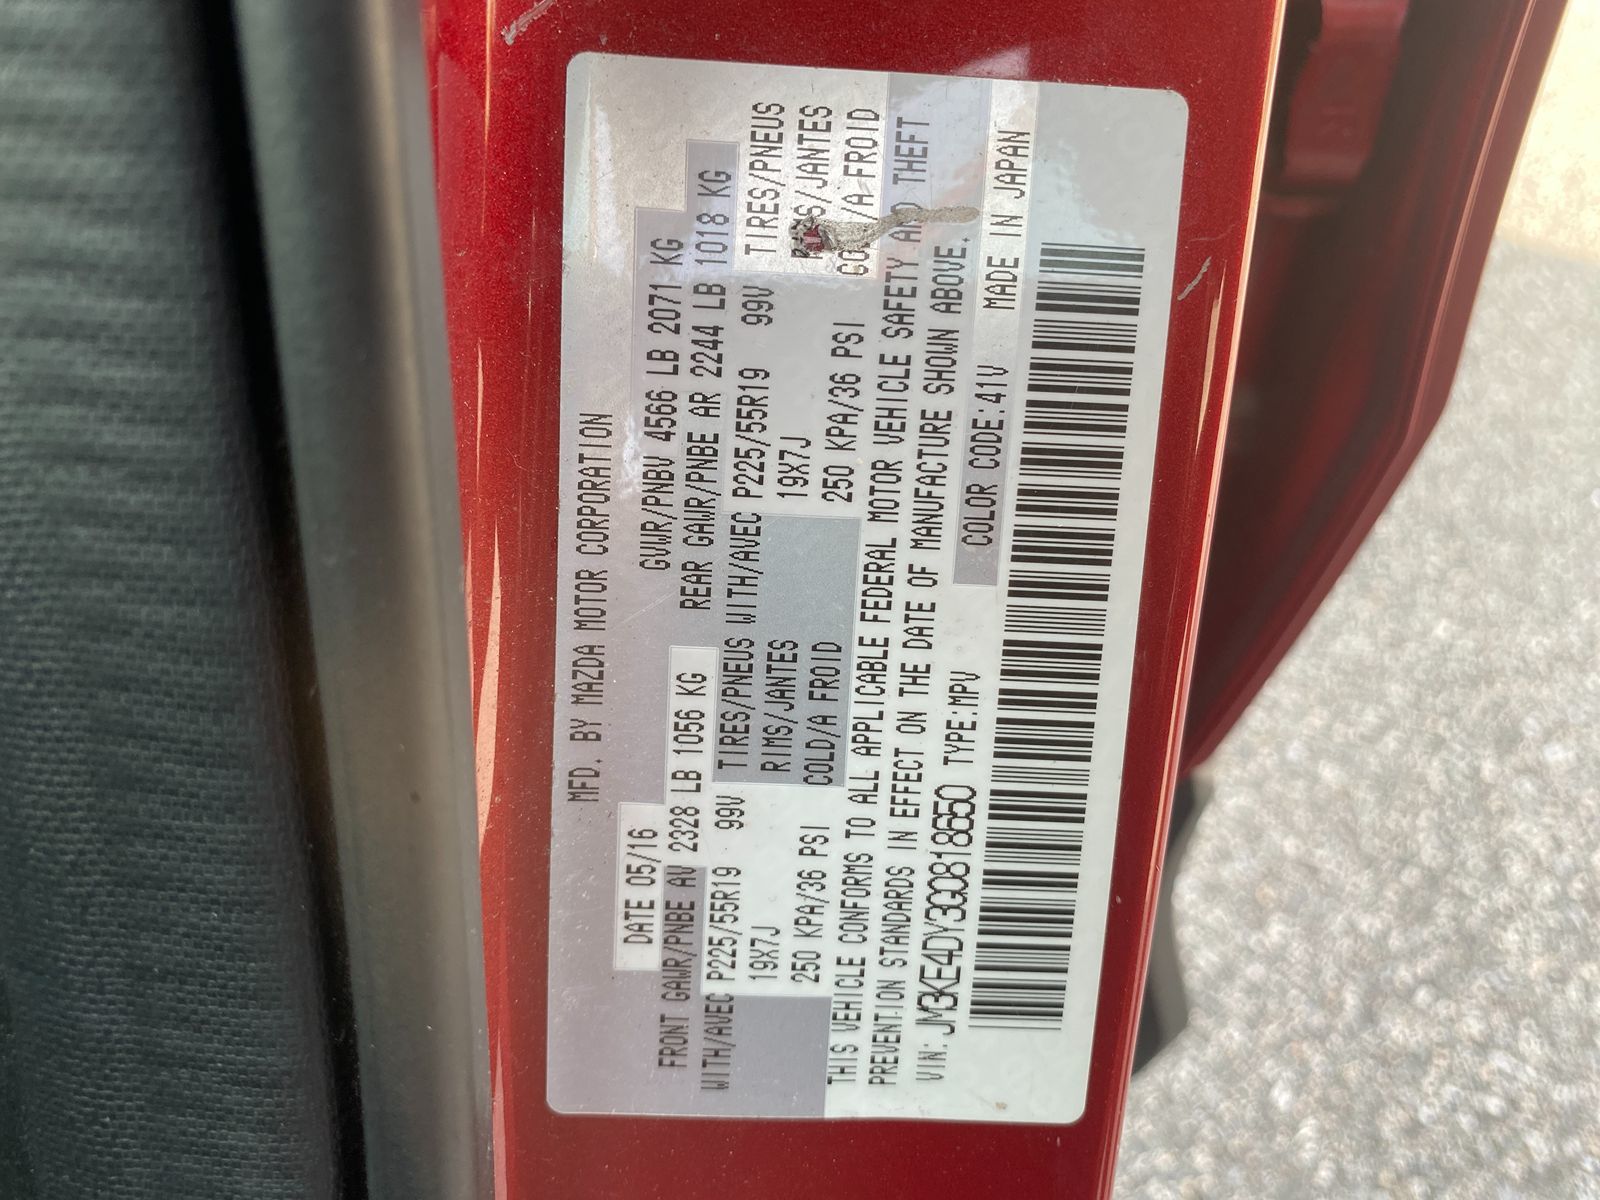 MFD. BY MAZDA MOTOR CORPORATION
DATE 05/16 GVWR/PNBV 4566 LB 2071 KG
FRONT GAWR/PNBE AV 2328 LB 1056 KG REAR GAWR/PNBE AR 2244 LB 1018 KG
WITH/AVEC P225/55R19 99V TIRES/PNEUS WITH/AVEC P225/55R19 99V TIRES/PNEUS
19X7J RIMS/JANTES 19X7J RIMS/JANTES
250 KPA/36 PSI COLD/A FROID 250 KPA/36 PSI /A FROID
THIS VEHICLE CONFORMS TO ALL APPLICABLE FEDERAL MOTOR VEHICLE SAFETY AND THEFT
PREVENTION STANDARDS IN EFFECT ON THE DATE OF MANUFACTURE SHOWN ABOVE.
VIN: JM3KE4DY3G0818650 TYPE:MPV COLOR CODE:41V MADE IN JAPAN